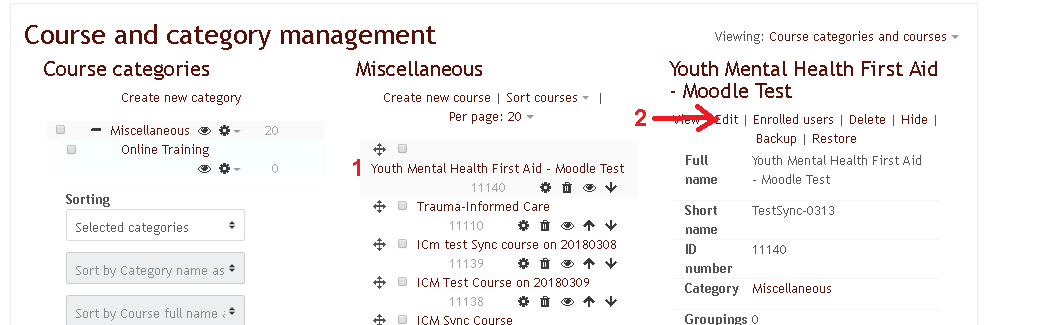 Course and category management
Viewing: Course categories and courses
Course categories
Create new category
Miscellaneous 20
Online Training
0
Sorting
Selected categories
Sort by Category name as
Sort by Course full name
Miscellaneous
Create new course | Sort courses |
Per page: 20
1
Youth Mental Health First Aid - Moodle Test
11140
Trauma-Informed Care
11110
ICm test Sync course on 20180308
11139
ICM Test Course on 20180309
11138
ICM Sync Course
Youth Mental Health First Aid
- Moodle Test
2
View | Edit | Enrolled users | Delete | Hide |
Backup | Restore
Full name Youth Mental Health First Aid
- Moodle Test
Short name TestSync-0313
ID number 11140
Category Miscellaneous
Groupings 0